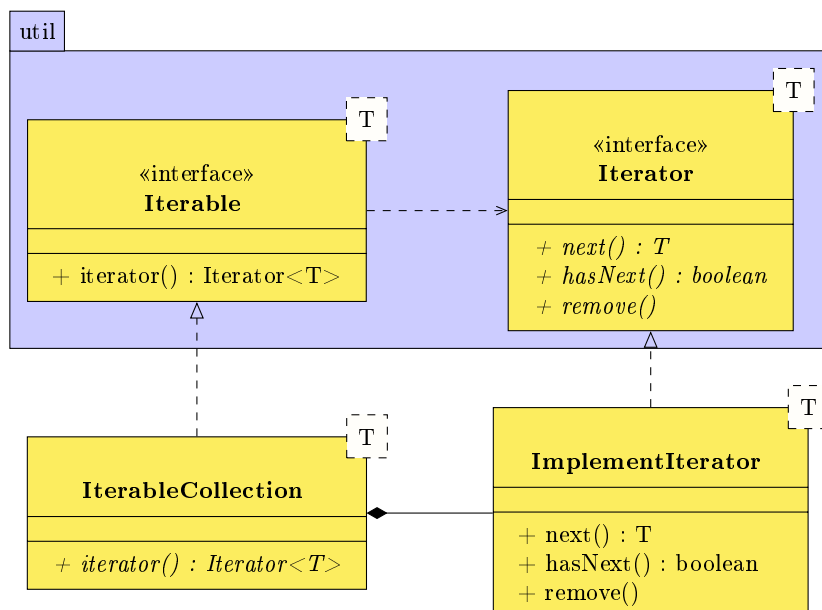 util
T
«interface»
Iterable
+ iterator() : Iterator<T>
T
«interface»
Iterator
+ next() : T
+ hasNext() : boolean
+ remove()
T
IterableCollection
+ iterator() : Iterator<T>
T
ImplementIterator
+ next() : T
+ hasNext() : boolean
+ remove()